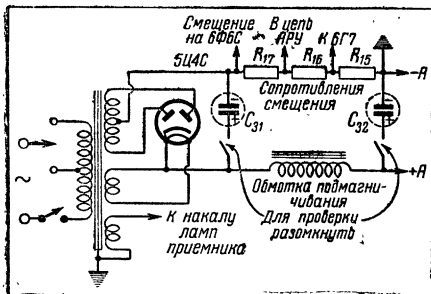 Смещение В цепь
на 6Ф6С АРУ К 6Г7
5Ц4С
R17 R16 R15
-А
Сопротивления
смещения
C31
C32
+А
Обмотка подмагни-
чивания
Для проверки
разомкнуть
К накалу
ламп
приемника
~